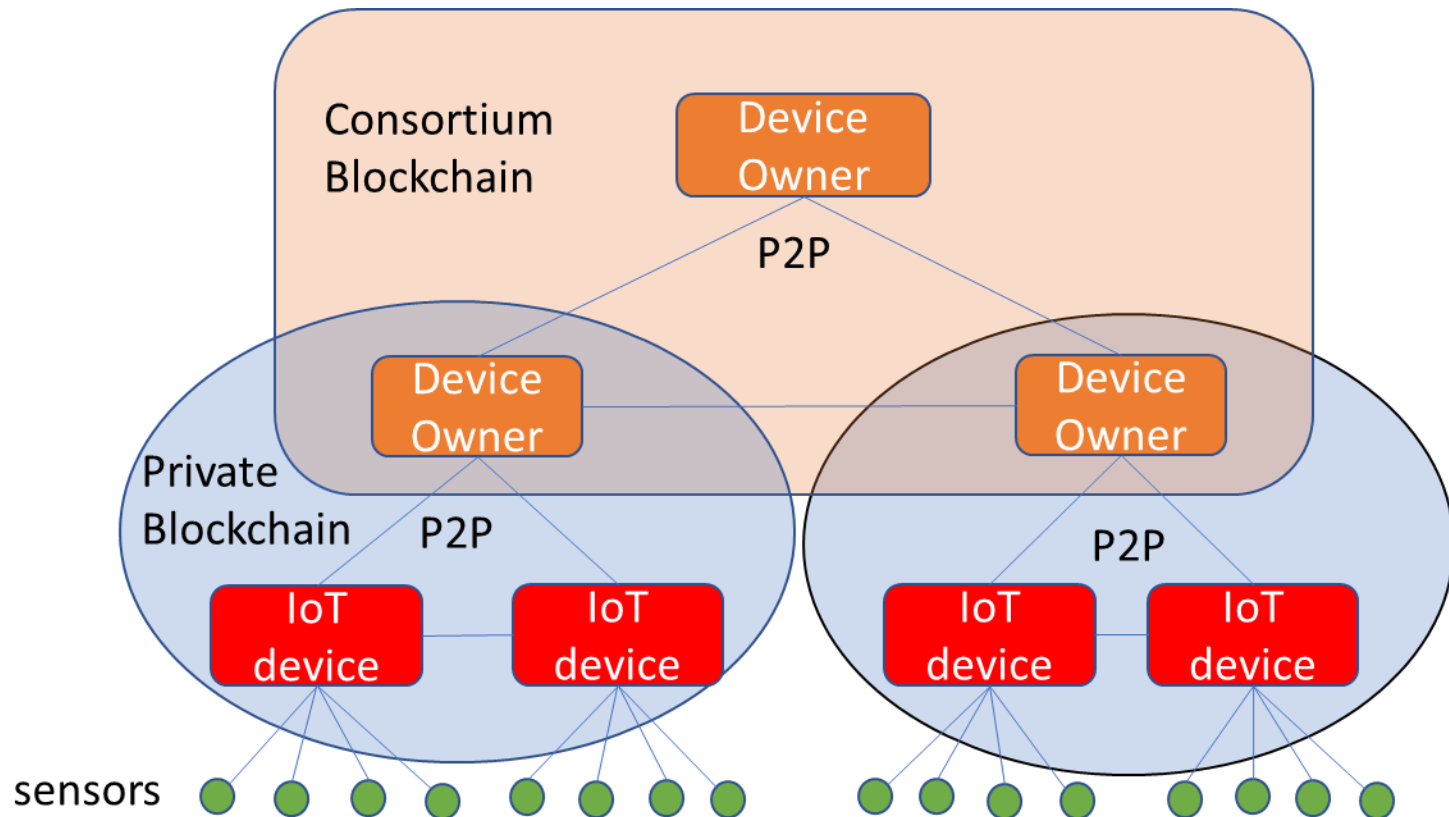 Consortium
Blockchain
Device
Owner
P2P
Device
Owner
Device
Owner
Private
Blockchain
P2P
P2P
IoT
device
IoT
device
IoT
device
IoT
device
sensors